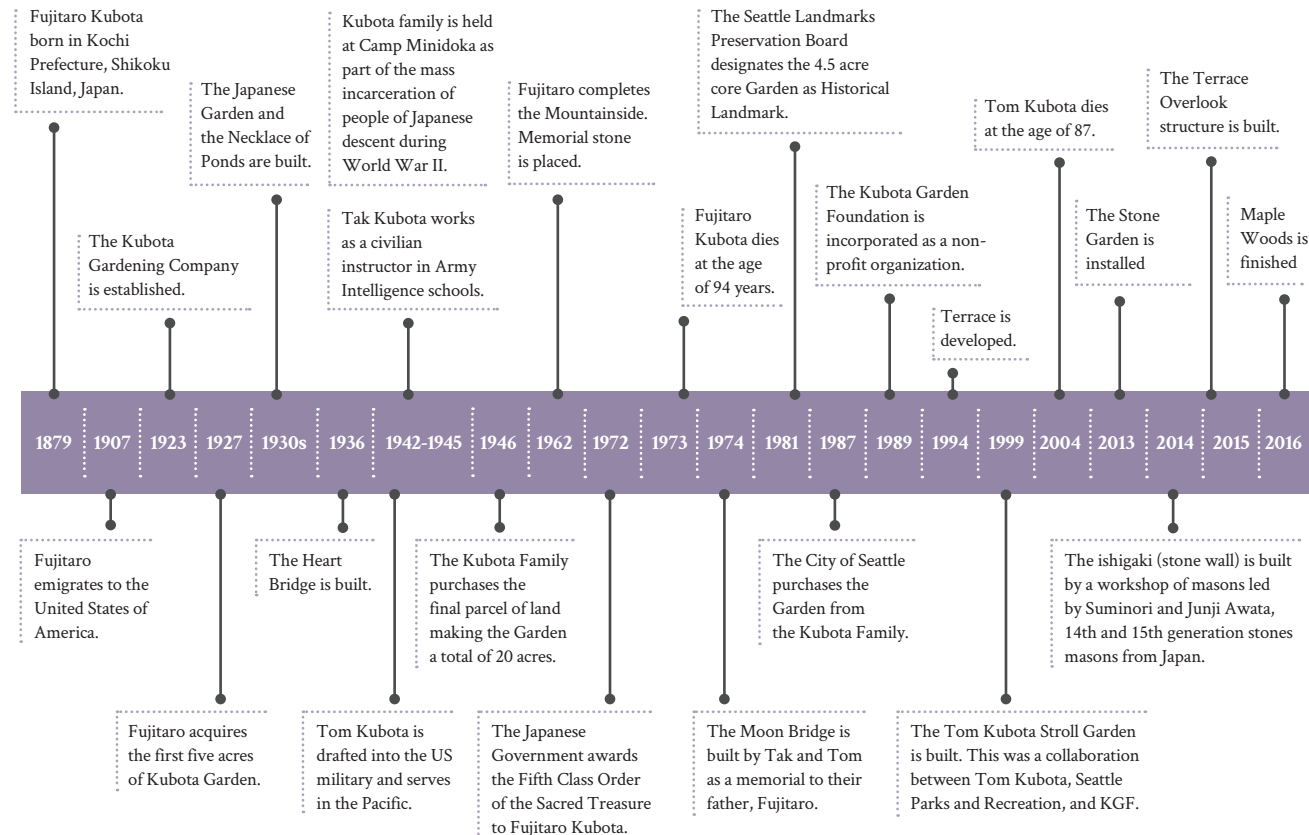 Fujitaro Kubota
born in Kochi
Prefecture, Shikoku
Island, Japan.
The Kubota
Gardening Company
is established.
The Japanese
Garden and
the Necklace of
Ponds are built.
Kubota family is held
at Camp Minidoka as
part of the mass
incarceration of
people of Japanese
descent during
World War II.
Tak Kubota works
as a civilian
instructor in Army
Intelligence schools.
Fujitaro completes
the Mountainside.
Memorial stone
is placed.
Fujitaro
Kubota dies
at the age
of 94 years.
The Seattle Landmarks
Preservation Board
designates the 4.5 acre
core Garden as Historical
Landmark.
The Kubota Garden
Foundation is
incorporated as a non-
profit organization.
Terrace is
developed.
Tom Kubota dies
at the age of 87.
The Stone
Garden is
installed
The Terrace
Overlook
structure is built.
Maple
Woods is
finished
1879 1907 1923 1927 1930s 1936 1942-1945 1946 1962 1972 1973 1974 1981 1987 1989 1994 1999 2004 2013 2014 2015 2016
Fujitaro
emigrates to the
United States of
America.
Fujitaro acquires
the first five acres
of Kubota Garden.
The Heart
Bridge is built.
Tom Kubota is
drafted into the US
military and serves
in the Pacific.
The Kubota Family
purchases the
final parcel of land
making the Garden
a total of 20 acres.
The Japanese
Government awards
the Fifth Class Order
of the Sacred Treasure
to Fujitaro Kubota.
The Moon Bridge is
built by Tak and Tom
as a memorial to their
father, Fujitaro.
The City of Seattle
purchases the
Garden from
the Kubota Family.
The Tom Kubota Stroll Garden
is built. This was a collaboration
between Tom Kubota, Seattle
Parks and Recreation, and KGF.
The ishigaki (stone wall) is built
by a workshop of masons led
by Suminori and Junji Awata,
14th and 15th generation stones
masons from Japan.